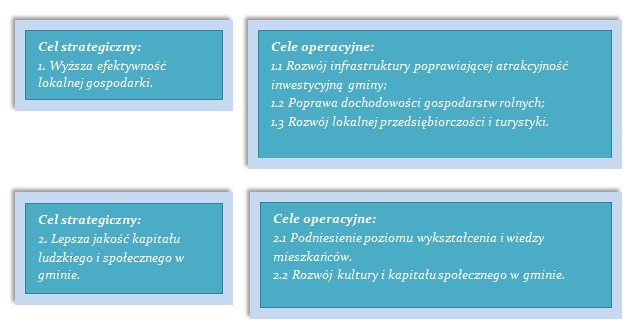 Cel strategiczny:
1. Wyższa efektywność
lokalnej gospodarki.
Cele operacyjne:
1.1 Rozwój infrastruktury poprawiającej atrakcyjność
inwestycyjną gminy;
1.2 Poprawa dochodowości gospodarstw rolnych;
1.3 Rozwój lokalnej przedsiębiorczości i turystyki.
Cel strategiczny:
2. Lepsza jakość kapitału
ludzkiego i społecznego w
gminie.
Cele operacyjne:
2.1 Podniesienie poziomu wykształcenia i wiedzy
mieszkańców.
2.2 Rozwój kultury i kapitału społecznego w gminie.